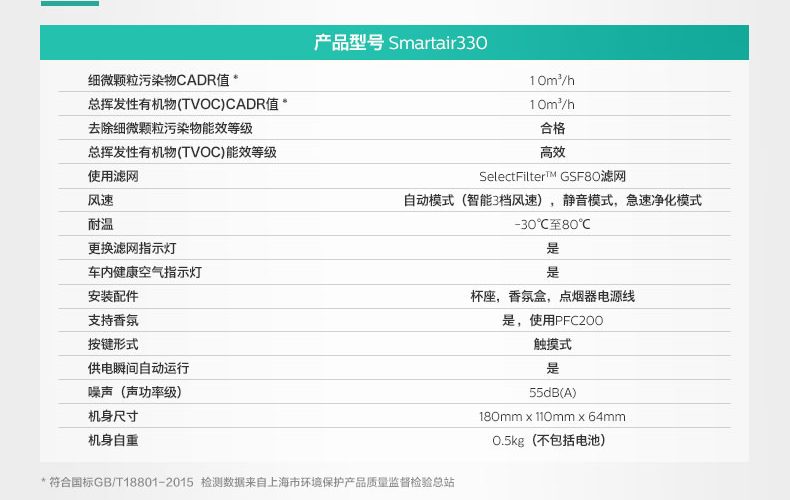 产品型号 Smartair330
细微颗粒污染物CADR值 * 10m³/h
总挥发性有机物(TVOC)CADR值 * 10m³/h
去除细微颗粒污染物能效等级 合格
总挥发性有机物(TVOC)能效等级 高效
使用滤网 SelectFilter™ GSF80滤网
风速 自动模式（智能3档风速），静音模式，急速净化模式
耐温 -30℃至80℃
更换滤网指示灯 是
车内健康空气指示灯 是
安装配件 杯座，香氛盒，点烟器电源线
支持香氛 是，使用PFC200
按键形式 触摸式
供电瞬间自动运行 是
噪声（声功率级） 55dB(A)
机身尺寸 180mm x 110mm x 64mm
机身自重 0.5kg（不包括电池）
* 符合国标GB/T18801-2015 检测数据来自上海市环境保护产品质量监督检验总站